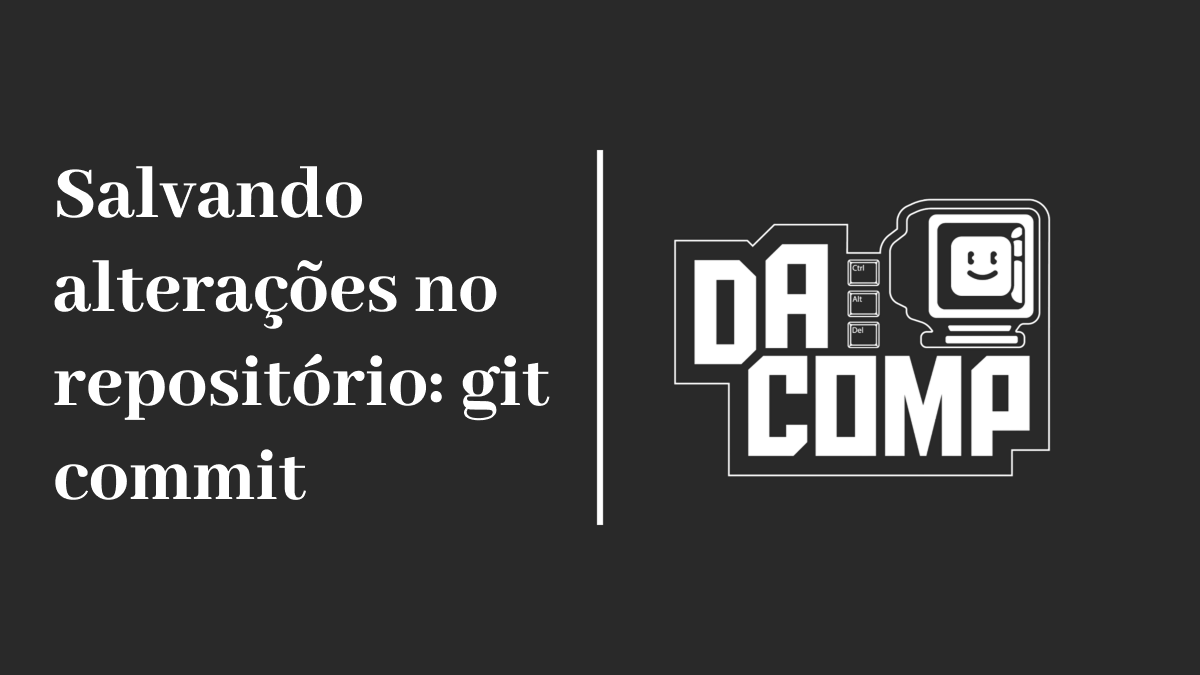 Salvando
alterações no
repositório: git
commit
DA
Ctrl
Alt
Del
COMP